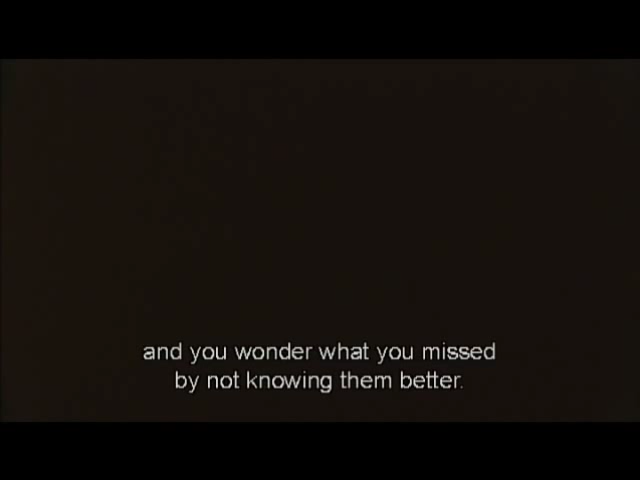 and you wonder what you missed
by not knowing them better.